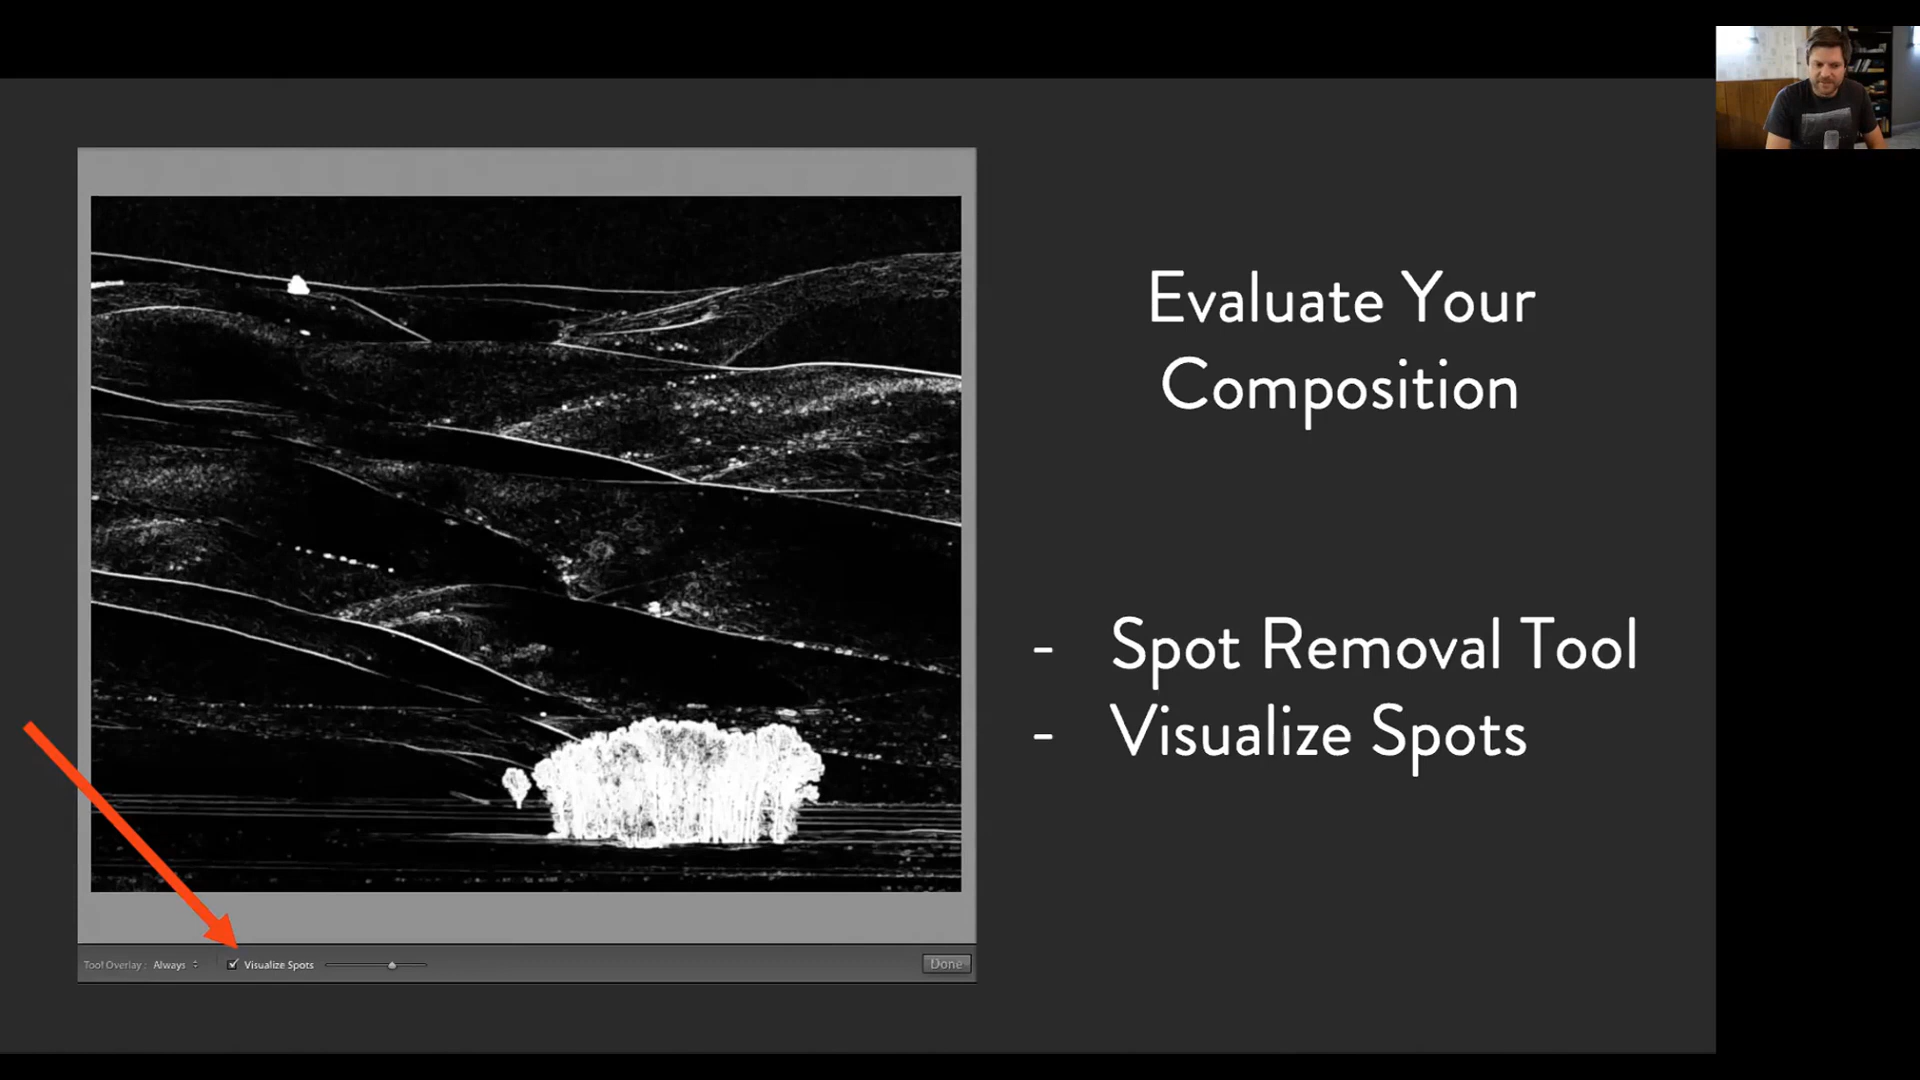 Evaluate Your
Composition
- Spot Removal Tool
- Visualize Spots
Tool Overlay : Always
Visualize Spots
Done